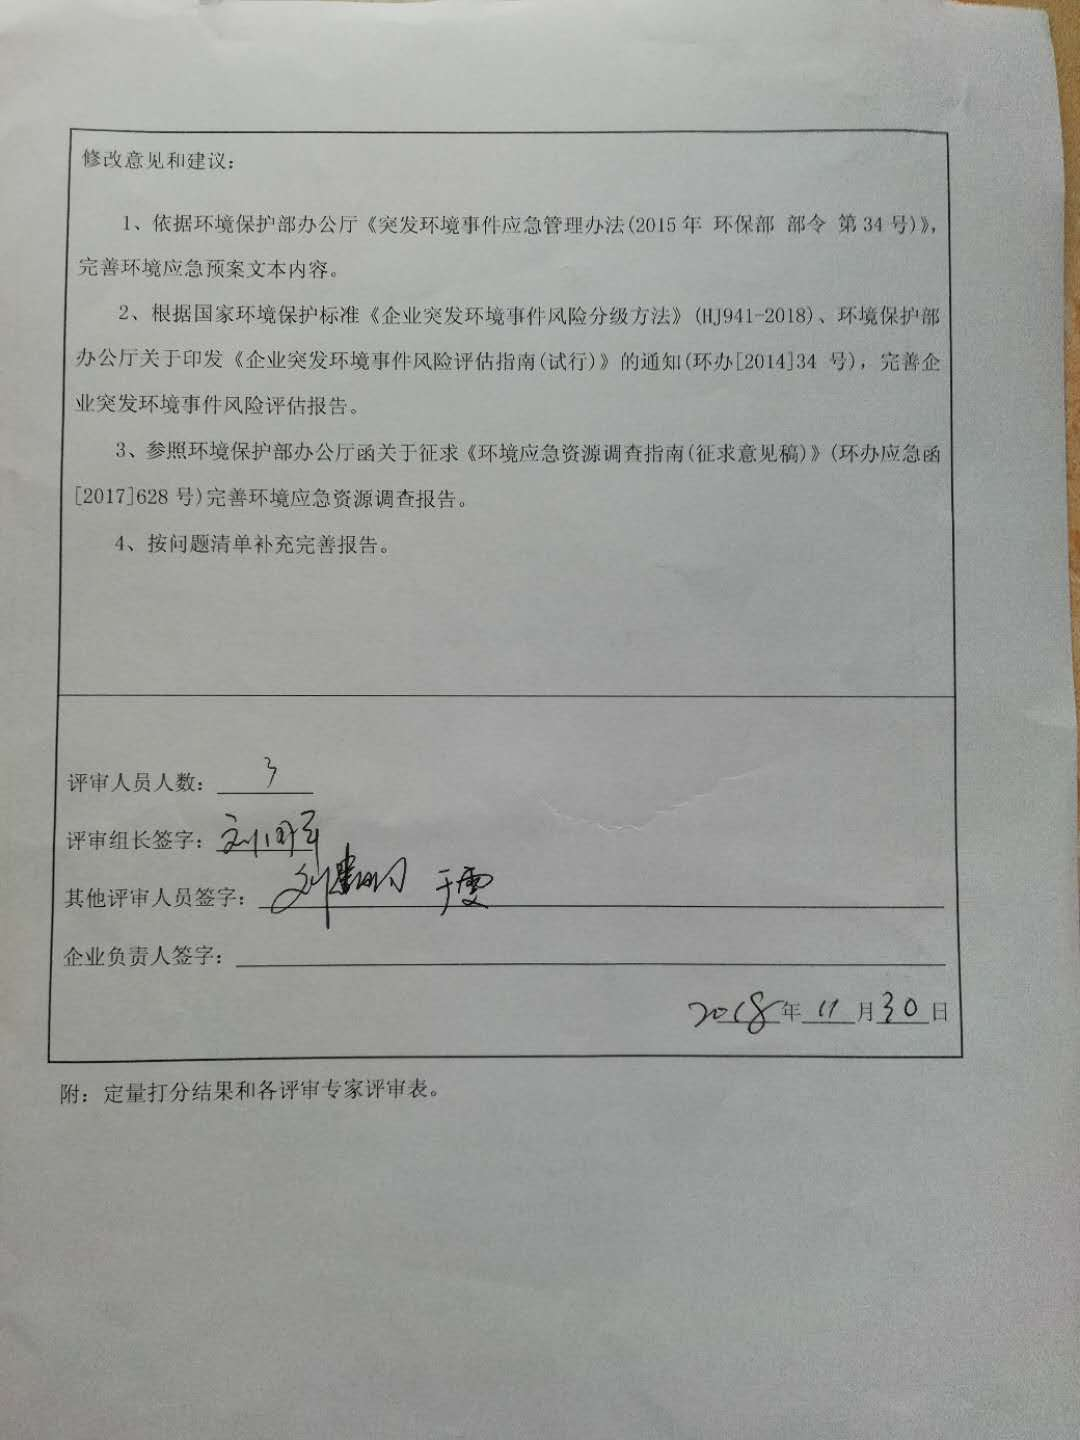 修改意见和建议：
1、依据环境保护部办公厅《突发环境事件应急管理办法(2015年 环保部 部令 第34号)》，
完善环境应急预案文本内容。
2、根据国家环境保护标准《企业突发环境事件风险分级方法》(HJ941-2018)、环境保护部
办公厅关于印发《企业突发环境事件风险评估指南(试行)》的通知(环办[2014]34 号)，完善企
业突发环境事件风险评估报告。
3、参照环境保护部办公厅函关于征求《环境应急资源调查指南(征求意见稿)》(环办应急函
[2017]628 号)完善环境应急资源调查报告。
4、按问题清单补充完善报告。
评审人员人数：3
评审组长签字：刘
其他评审人员签字：刘 于雯
企业负责人签字：
2018年11月30日
附：定量打分结果和各评审专家评审表。